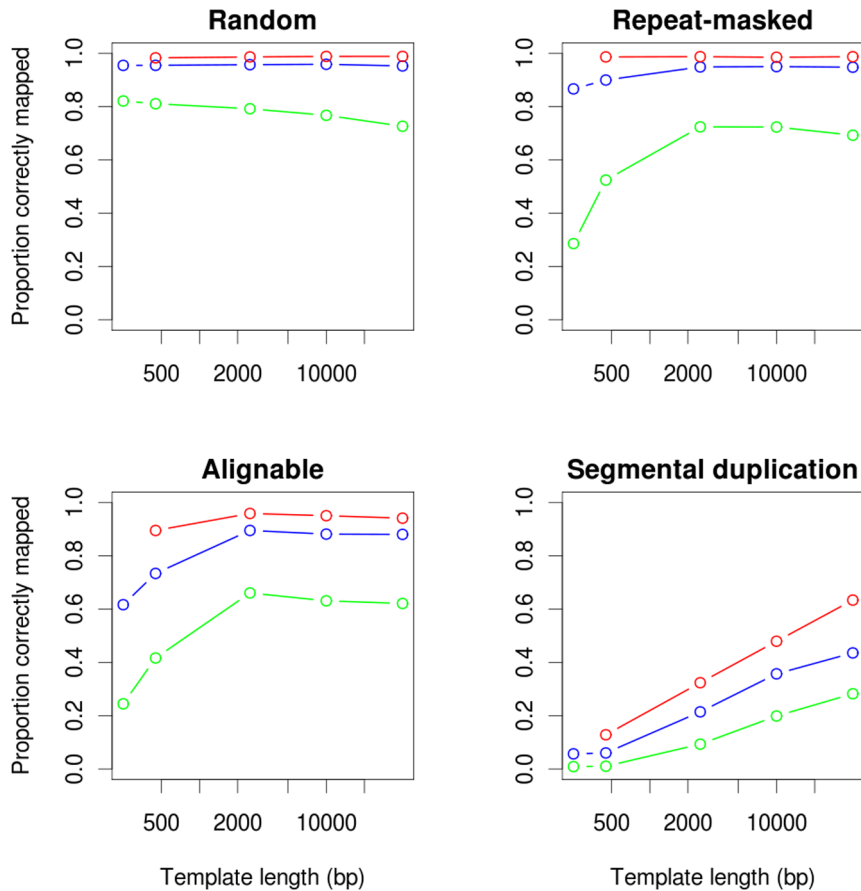 Random
Proportion correctly mapped
0.0 0.2 0.4 0.6 0.8 1.0
500 2000 10000
Repeat-masked
0.0 0.2 0.4 0.6 0.8 1.0
500 2000 10000
Alignable
Proportion correctly mapped
0.0 0.2 0.4 0.6 0.8 1.0
500 2000 10000
Template length (bp)
Segmental duplication
0.0 0.2 0.4 0.6 0.8 1.0
500 2000 10000
Template length (bp)